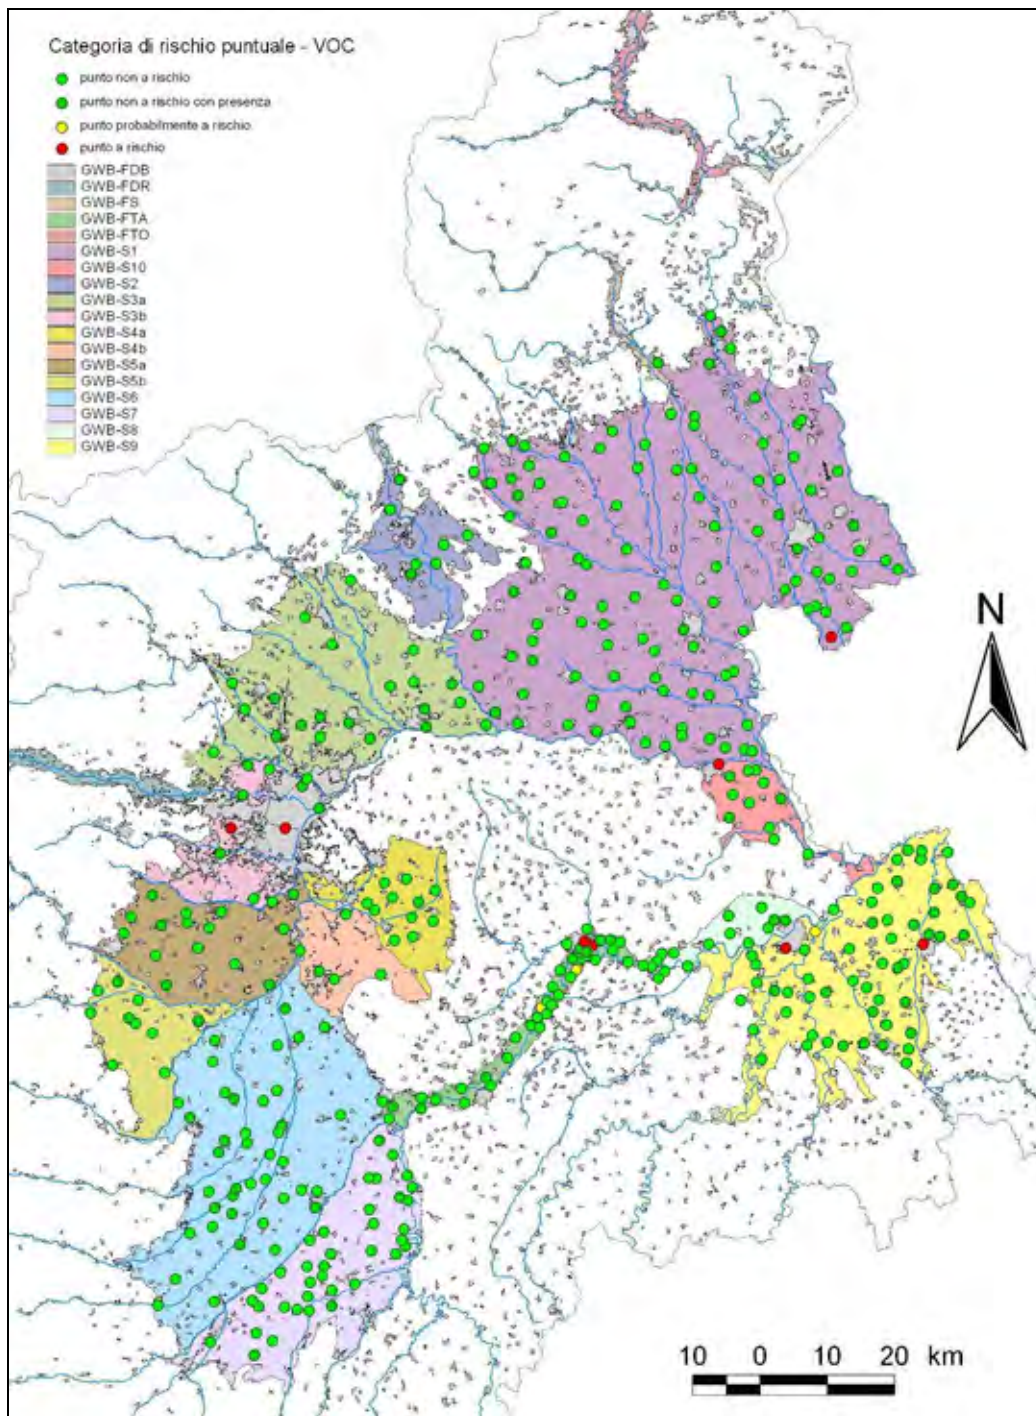 Categoria di rischio puntuale - VOC
punto non a rischio
punto non a rischio con presenza
punto probabilmente a rischio
punto a rischio
GWB-FDB
GWB-FDR
GWB-FS
GWB-FTA
GWB-FTO
GWB-S1
GWB-S10
GWB-S2
GWB-S3a
GWB-S3b
GWB-S4a
GWB-S4b
GWB-S5a
GWB-S5b
GWB-S6
GWB-S7
GWB-S8
GWB-S9
N
10 0 10 20 km